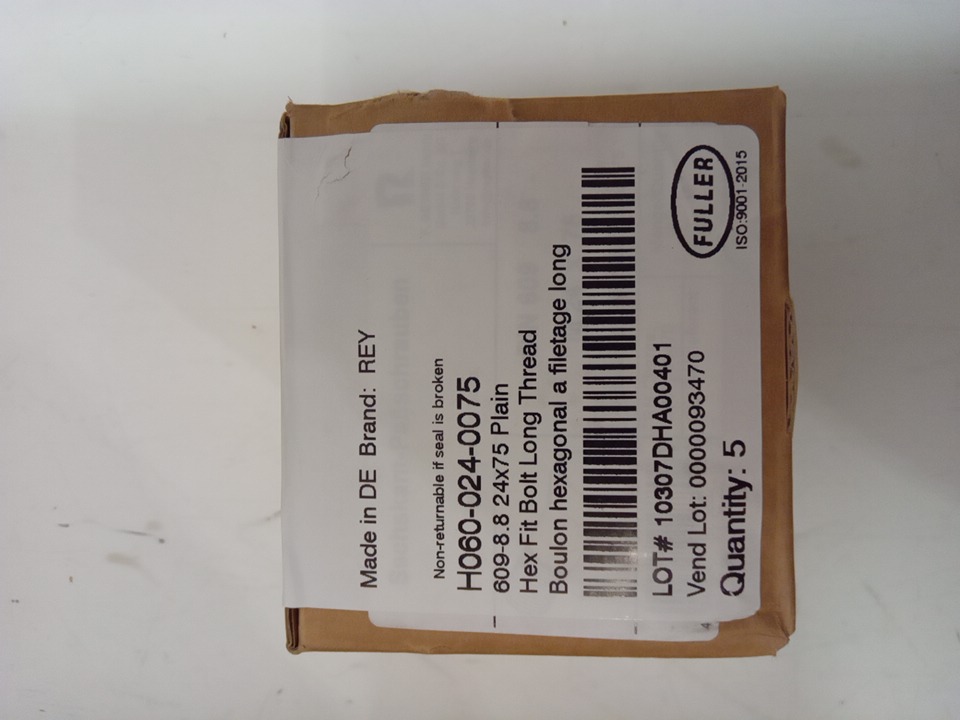 Made in DE Brand: REY
Non-returnable if seal is broken
H060-024-0075
609-8.8 24x75 Plain
Hex Fit Bolt Long Thread
Boulon hexagonal a filetage long
LOT# 10307DHA00401
Vend Lot: 0000093470
Quantity: 5
FULLER
ISO:9001-2015